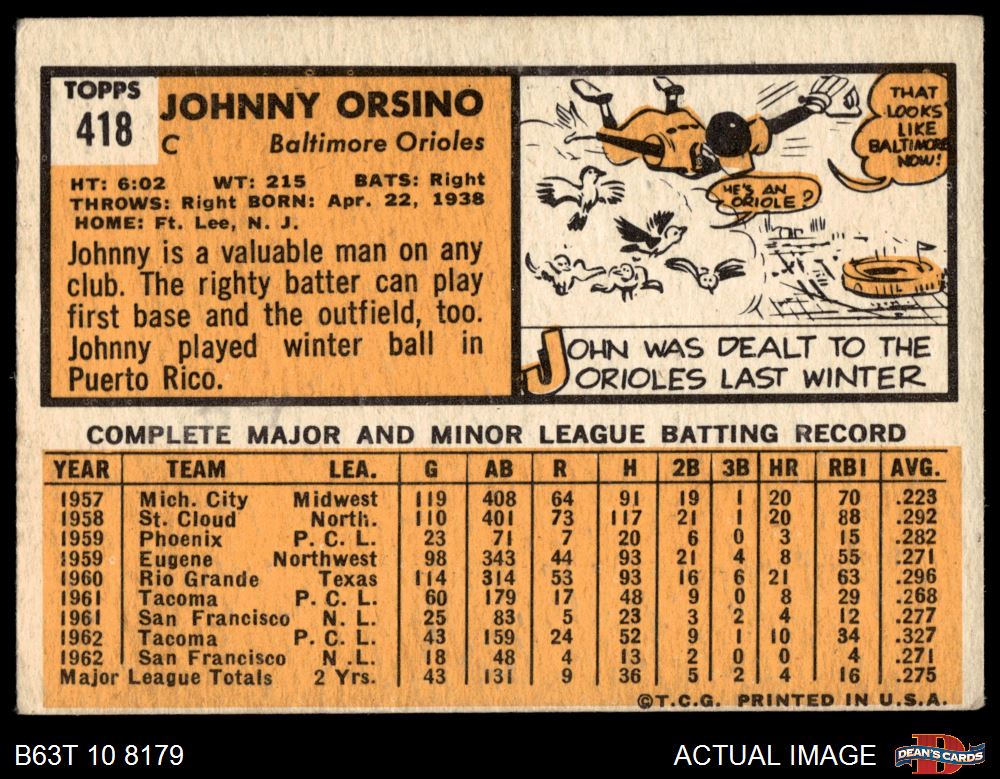 TOPPS
418
JOHNNY ORSINO
C Baltimore Orioles
HT: 6:02 WT: 215 BATS: Right
THROWS: Right BORN: Apr. 22, 1938
HOME: Ft. Lee, N. J.
Johnny is a valuable man on any
club. The righty batter can play
first base and the outfield, too.
Johnny played winter ball in
Puerto Rico.
THAT
LOOKS
LIKE
BALTIMORE
NOW!
HE'S AN
ORIOLE?
JOHN WAS DEALT TO THE
ORIOLES LAST WINTER
COMPLETE MAJOR AND MINOR LEAGUE BATTING RECORD
YEAR TEAM LEA. G AB R H 2B 3B HR RBI AVG.
1957 Mich. City Midwest 119 408 64 91 19 1 20 70 .223
1958 St. Cloud North. 110 401 73 117 21 1 20 88 .292
1959 Phoenix P. C. L. 23 71 7 20 6 0 3 15 .282
1959 Eugene Northwest 98 343 44 93 21 4 8 55 .271
1960 Rio Grande Texas 114 314 53 93 16 6 21 63 .296
1961 Tacoma P. C. L. 60 179 17 48 9 0 8 29 .268
1961 San Francisco N. L. 25 83 5 23 3 2 4 12 .277
1962 Tacoma P. C. L. 43 159 24 52 9 1 10 34 .327
1962 San Francisco N .L. 18 48 4 13 2 0 0 4 .271
Major League Totals 2 Yrs. 43 131 9 36 5 2 4 16 .275
©T.C.G. PRINTED IN U.S.A.
B63T 10 8179
ACTUAL IMAGE
DEAN'S CARDS